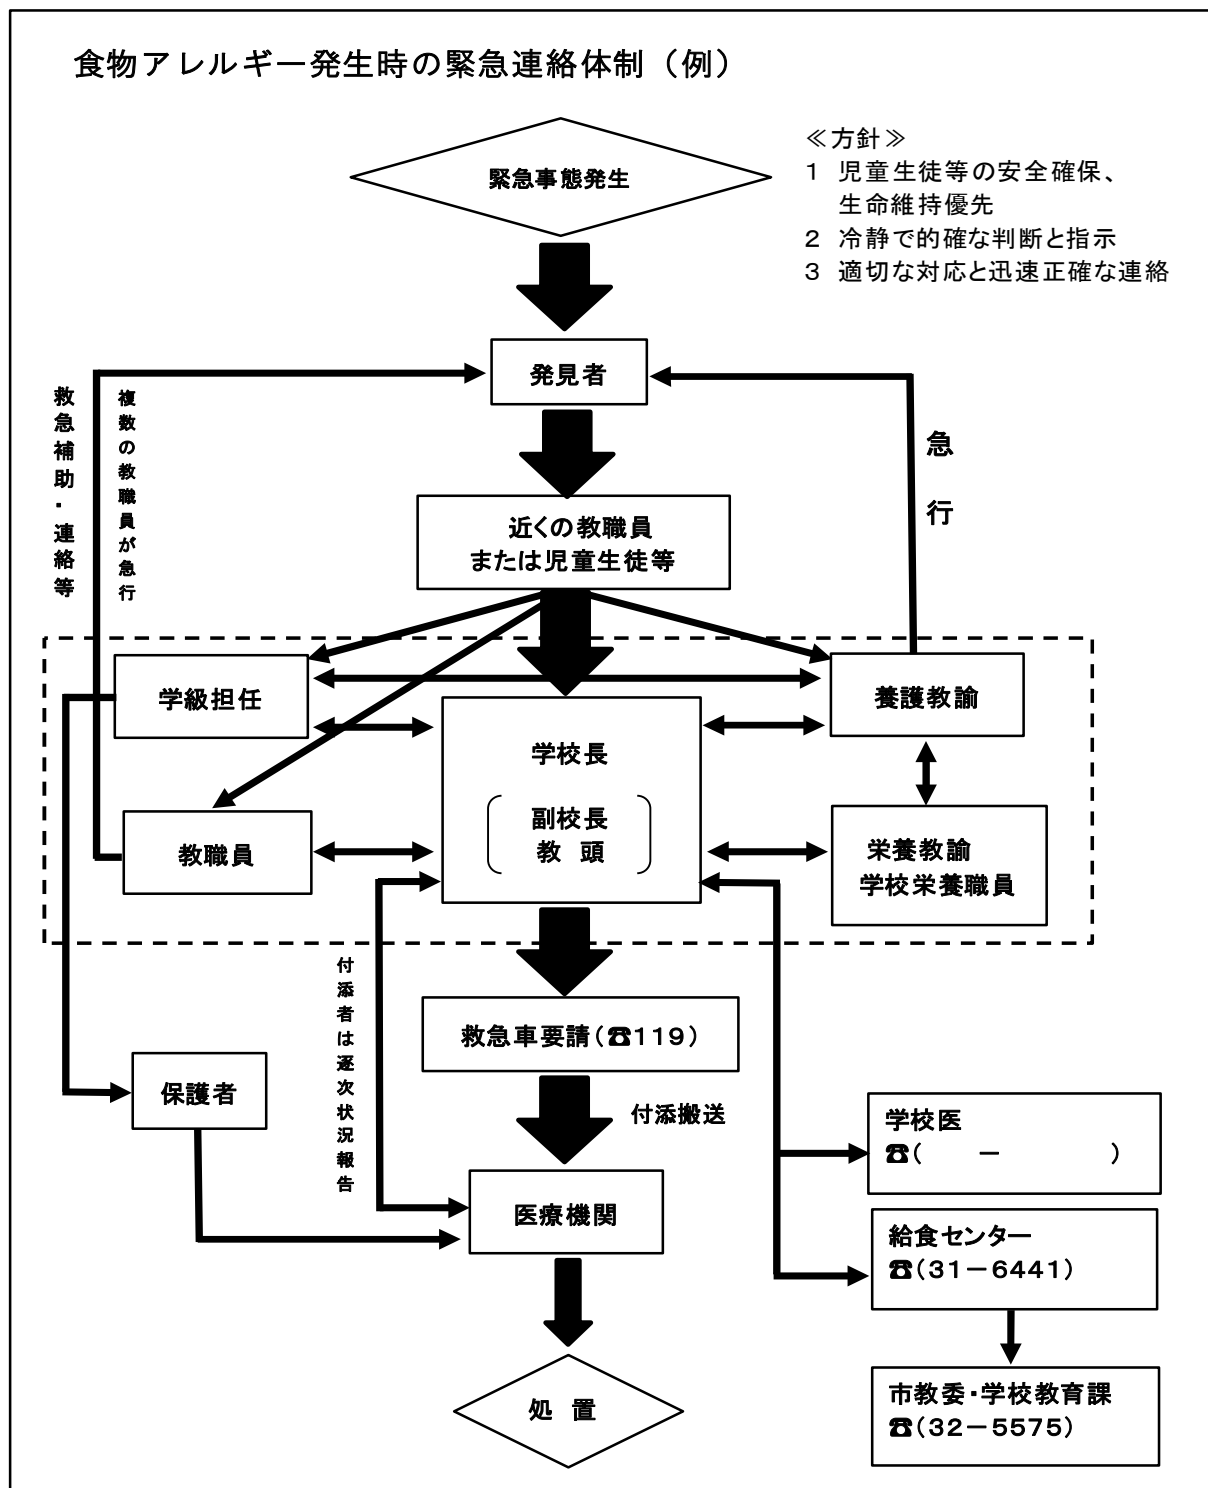 食物アレルギー発生時の緊急連絡体制（例）
≪方針≫
1 児童生徒等の安全確保、
生命維持優先
2 冷静で的確な判断と指示
3 適切な対応と迅速正確な連絡
緊急事態発生
発見者
救急補助・連絡等
複数の教職員が急行
急行
近くの教職員
または児童生徒等
学級担任
養護教諭
学校長
副校長
教 頭
教職員
栄養教諭
学校栄養職員
付添者は逐次状況報告
救急車要請(☎119)
付添搬送
保護者
学校医
☎(　　－　　　　)
医療機関
給食センター
☎(31－6441)
処 置
市教委・学校教育課
☎(32－5575)